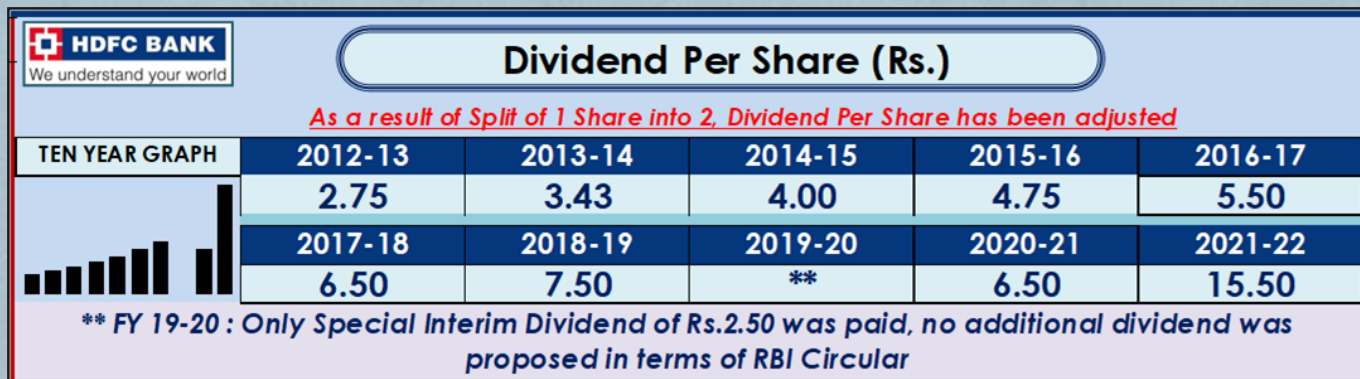 HDFC BANK
We understand your world
Dividend Per Share (Rs.)
As a result of Split of 1 Share into 2, Dividend Per Share has been adjusted
TEN YEAR GRAPH 2012-13 2013-14 2014-15 2015-16 2016-17
2.75 3.43 4.00 4.75 5.50
2017-18 2018-19 2019-20 2020-21 2021-22
6.50 7.50 ** 6.50 15.50
** FY 19-20 : Only Special Interim Dividend of Rs.2.50 was paid, no additional dividend was
proposed in terms of RBI Circular